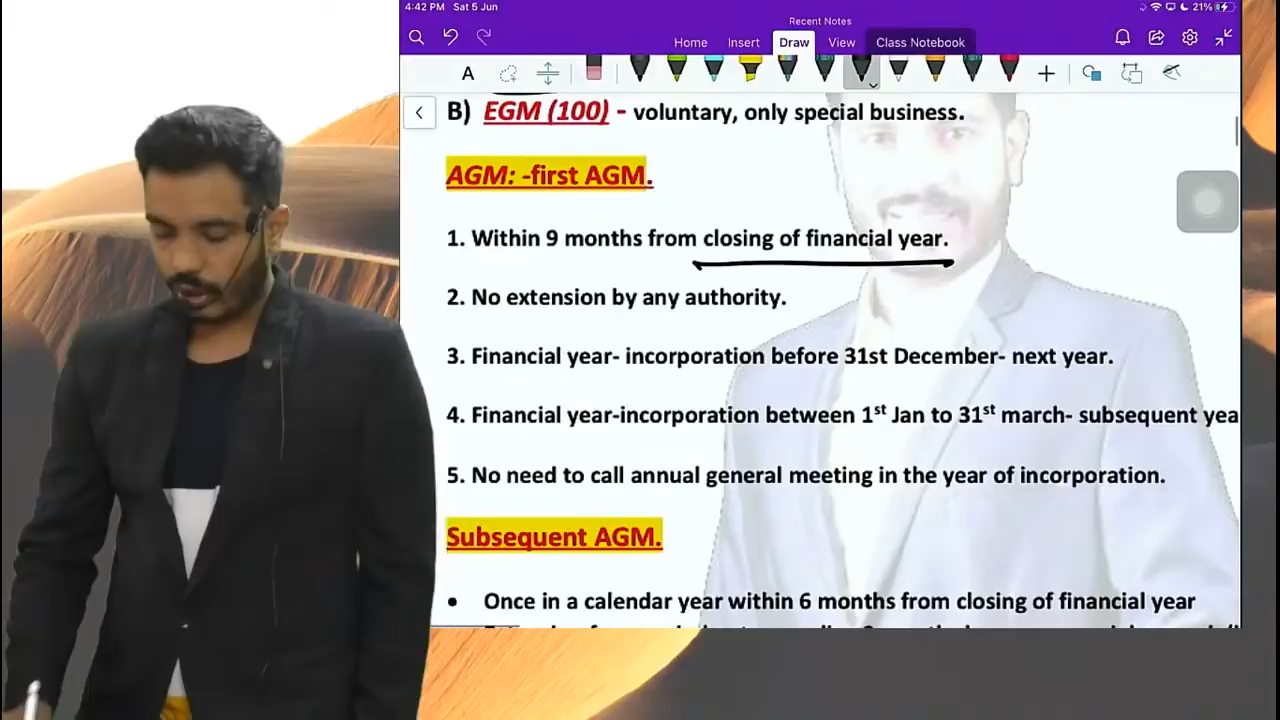 4:42 PM Sat 5 Jun
21%
Recent Notes
Home Insert Draw View Class Notebook
A
B) EGM (100) - voluntary, only special business.
AGM: -first AGM.
1. Within 9 months from closing of financial year.
2. No extension by any authority.
3. Financial year- incorporation before 31st December- next year.
4. Financial year-incorporation between 1st Jan to 31st march- subsequent yea
5. No need to call annual general meeting in the year of incorporation.
Subsequent AGM.
• Once in a calendar year within 6 months from closing of financial year